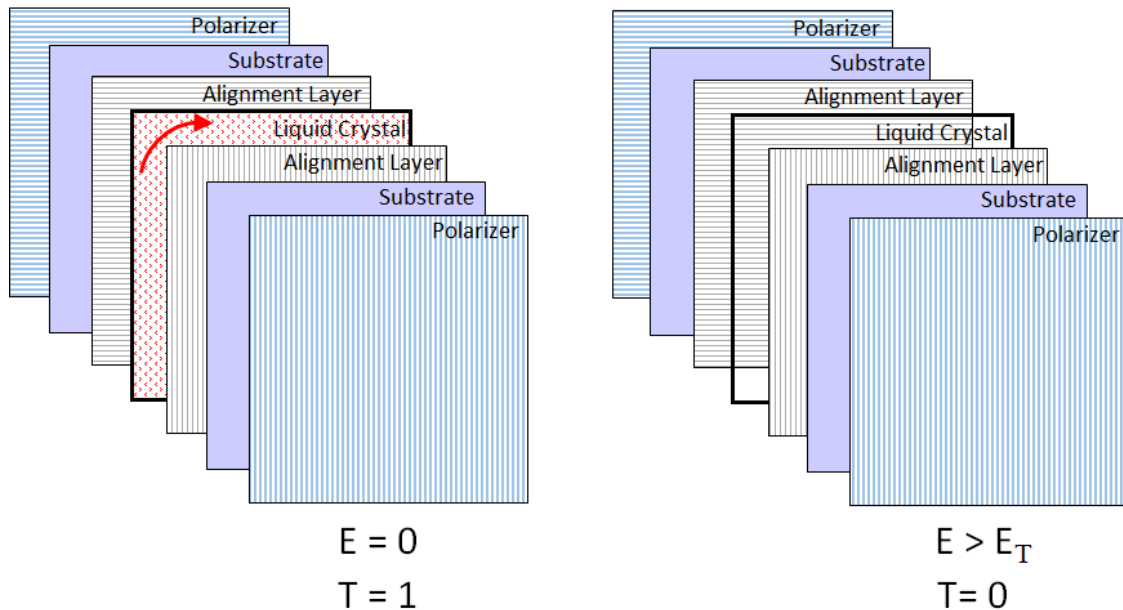 Polarizer
Substrate
Alignment Layer
Liquid Crystal
Alignment Layer
Substrate
Polarizer
E = 0
T = 1
Polarizer
Substrate
Alignment Layer
Liquid Crystal
Alignment Layer
Substrate
Polarizer
E > E_T
T= 0